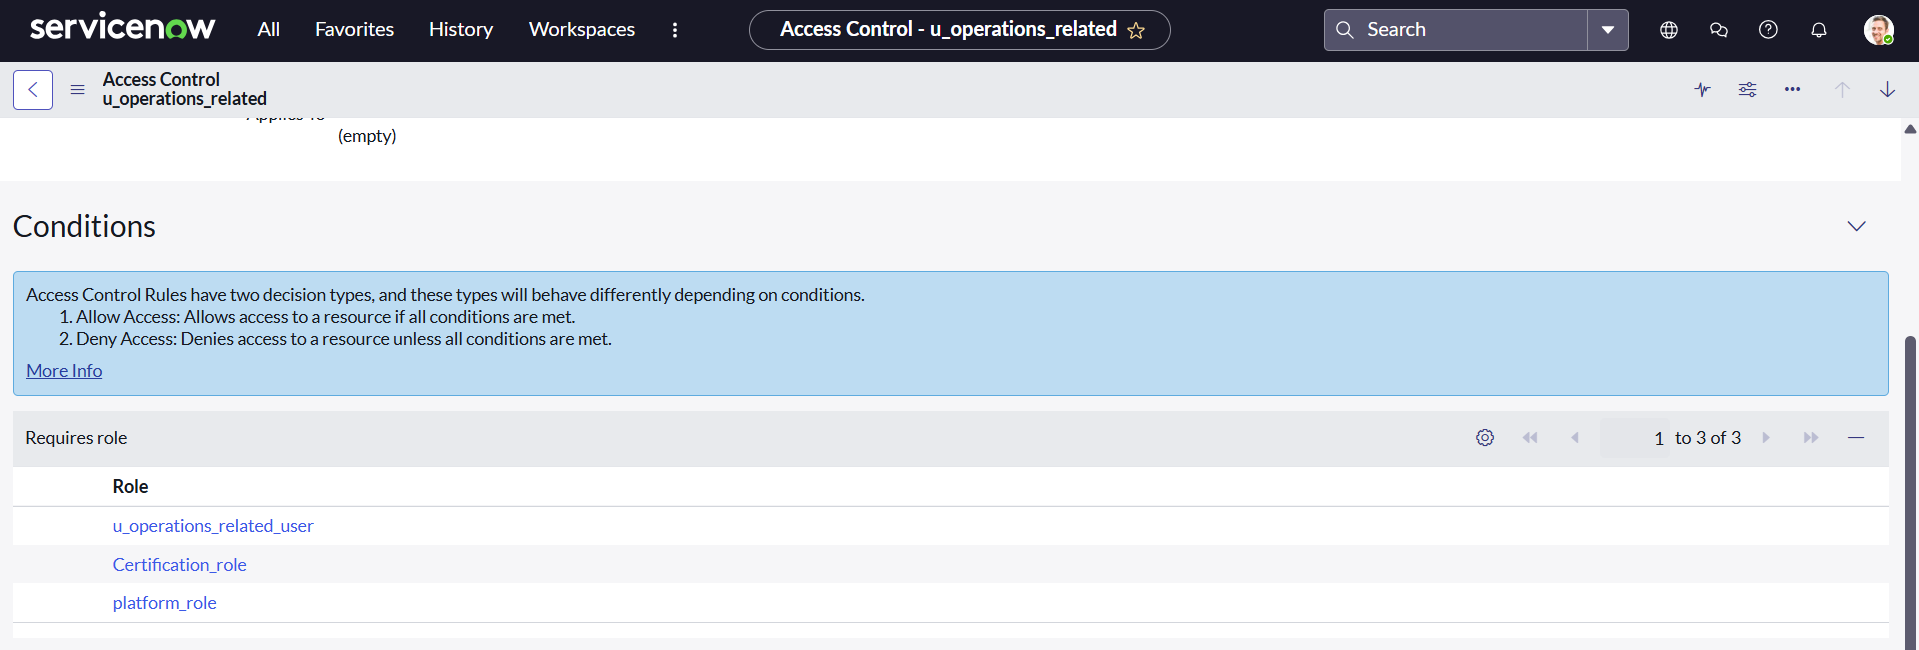 servicenow All Favorites History Workspaces Access Control - u_operations_related Search
Access Control
u_operations_related
Applies To
(empty)
Conditions
Access Control Rules have two decision types, and these types will behave differently depending on conditions.
1. Allow Access: Allows access to a resource if all conditions are met.
2. Deny Access: Denies access to a resource unless all conditions are met.
More Info
Requires role 1 to 3 of 3
Role
u_operations_related_user
Certification_role
platform_role